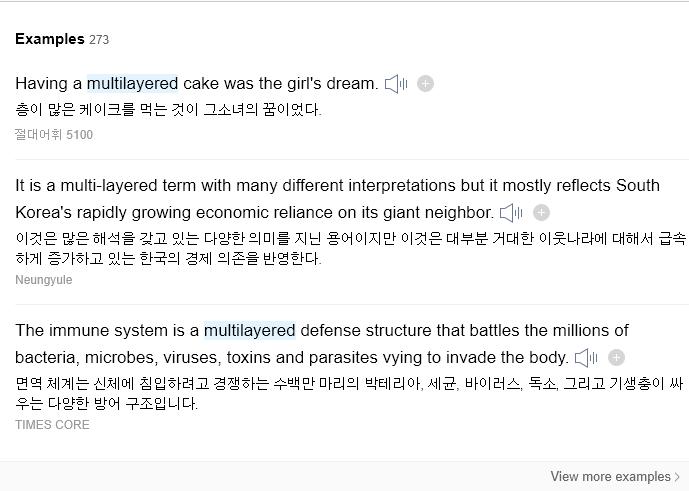 Examples 273
Having a multilayered cake was the girl's dream.
층이 많은 케이크를 먹는 것이 그소녀의 꿈이었다.
절대어휘 5100
It is a multi-layered term with many different interpretations but it mostly reflects South
Korea's rapidly growing economic reliance on its giant neighbor.
이것은 많은 해석을 갖고 있는 다양한 의미를 지닌 용어이지만 이것은 대부분 거대한 이웃나라에 대해서 급속
하게 증가하고 있는 한국의 경제 의존을 반영한다.
Neungyule
The immune system is a multilayered defense structure that battles the millions of
bacteria, microbes, viruses, toxins and parasites vying to invade the body.
면역 체계는 신체에 침입하려고 경쟁하는 수백만 마리의 박테리아, 세균, 바이러스, 독소, 그리고 기생충이 싸
우는 다양한 방어 구조입니다.
TIMES CORE
View more examples